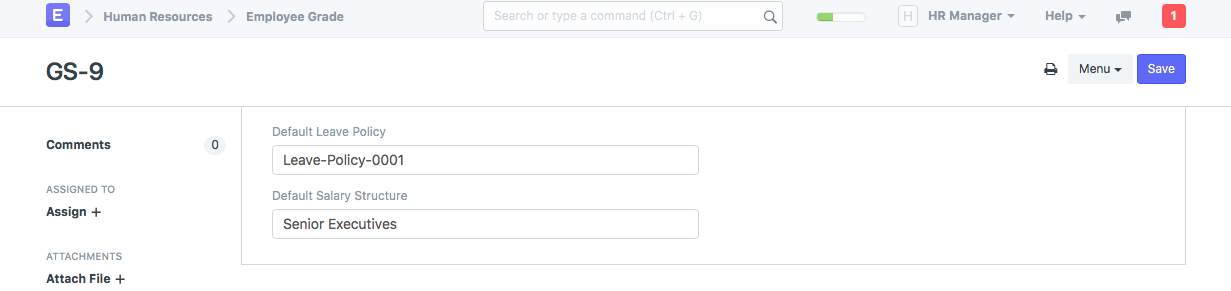 E Human Resources Employee Grade Search or type a command (Ctrl + G) H HR Manager Help 1
GS-9 Menu Save
Comments 0
Default Leave Policy
Leave-Policy-0001
ASSIGNED TO
Assign +
Default Salary Structure
Senior Executives
ATTACHMENTS
Attach File +